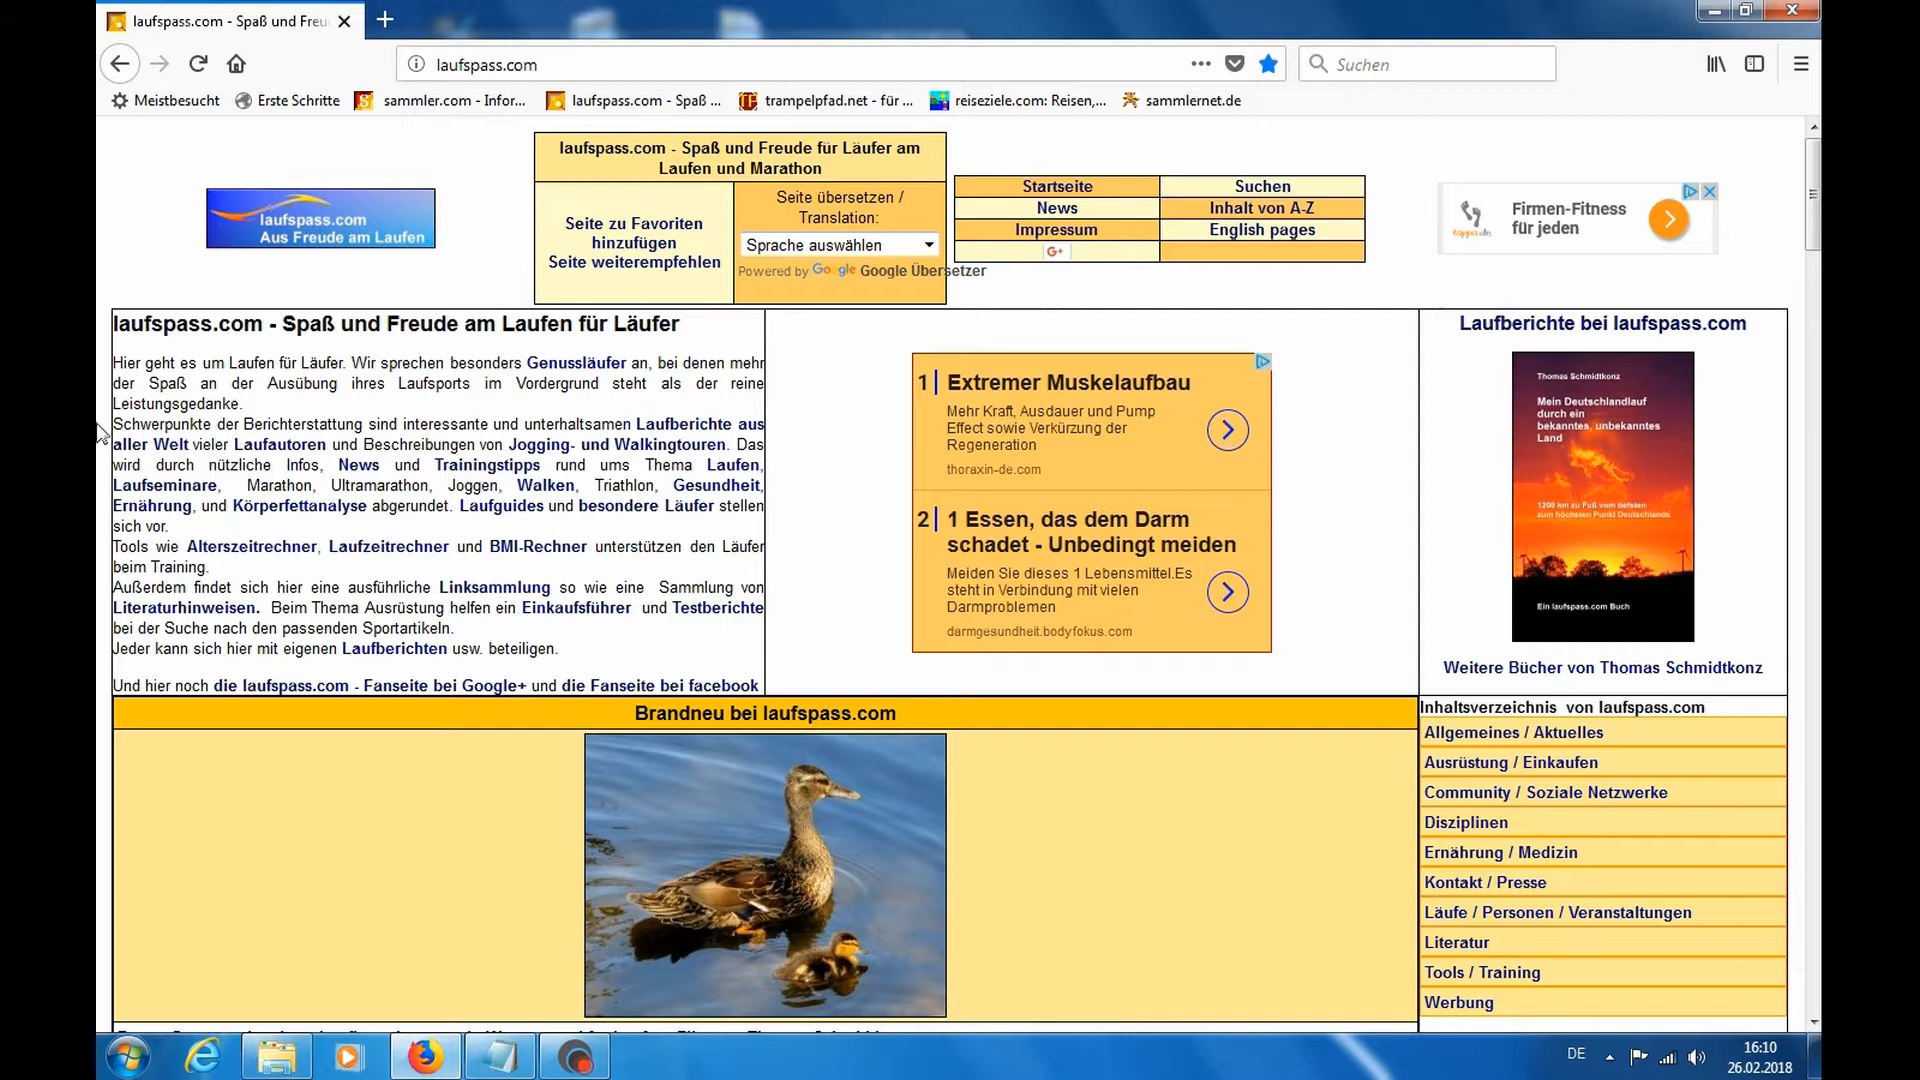 laufspass.com - Spaß und Freu
laufspass.com
Suchen
Meistbesucht
Erste Schritte
sammler.com - Infor...
laufspass.com - Spaß ...
trampelpfad.net - für ...
reiseziele.com: Reisen,...
sammlernet.de
laufspass.com
Aus Freude am Laufen
laufspass.com - Spaß und Freude für Läufer am
Laufen und Marathon
Seite zu Favoriten
hinzufügen
Seite weiterempfehlen
Seite übersetzen /
Translation:
Sprache auswählen
Powered by Google Google Übersetzer
Startseite
Suchen
News
Inhalt von A-Z
Impressum
English pages
G+
Firmen-Fitness
für jeden
laufspass.com - Spaß und Freude am Laufen für Läufer
Hier geht es um Laufen für Läufer. Wir sprechen besonders Genussläufer an, bei denen mehr
der Spaß an der Ausübung ihres Laufsports im Vordergrund steht als der reine
Leistungsgedanke.
Schwerpunkte der Berichterstattung sind interessante und unterhaltsamen Laufberichte aus
aller Welt vieler Laufautoren und Beschreibungen von Jogging- und Walkingtouren. Das
wird durch nützliche Infos, News und Trainingstipps rund ums Thema Laufen,
Laufseminare, Marathon, Ultramarathon, Joggen, Walken, Triathlon, Gesundheit,
Ernährung, und Körperfettanalyse abgerundet. Laufguides und besondere Läufer stellen
sich vor.
Tools wie Alterszeitrechner, Laufzeitrechner und BMI-Rechner unterstützen den Läufer
beim Training.
Außerdem findet sich hier eine ausführliche Linksammlung so wie eine Sammlung von
Literaturhinweisen. Beim Thema Ausrüstung helfen ein Einkaufsführer und Testberichte
bei der Suche nach den passenden Sportartikeln.
Jeder kann sich hier mit eigenen Laufberichten usw. beteiligen.
Und hier noch die laufspass.com - Fanseite bei Google+ und die Fanseite bei facebook
1 Extremer Muskelaufbau
Mehr Kraft, Ausdauer und Pump
Effect sowie Verkürzung der
Regeneration
thoraxin-de.com
2 1 Essen, das dem Darm
schadet - Unbedingt meiden
Meiden Sie dieses 1 Lebensmittel.Es
steht in Verbindung mit vielen
Darmproblemen
darmgesundheit.bodyfokus.com
Laufberichte bei laufspass.com
Thomas Schmidtkonz
Mein Deutschlandlauf
durch ein
bekanntes, unbekanntes
Land
1200 km zu Fuß vom tiefsten
zum höchsten Punkt Deutschlands
Ein laufspass.com Buch
Weitere Bücher von Thomas Schmidtkonz
Brandneu bei laufspass.com
Inhaltsverzeichnis von laufspass.com
Allgemeines / Aktuelles
Ausrüstung / Einkaufen
Community / Soziale Netzwerke
Disziplinen
Ernährung / Medizin
Kontakt / Presse
Läufe / Personen / Veranstaltungen
Literatur
Tools / Training
Werbung
DE
16:10
26.02.2018